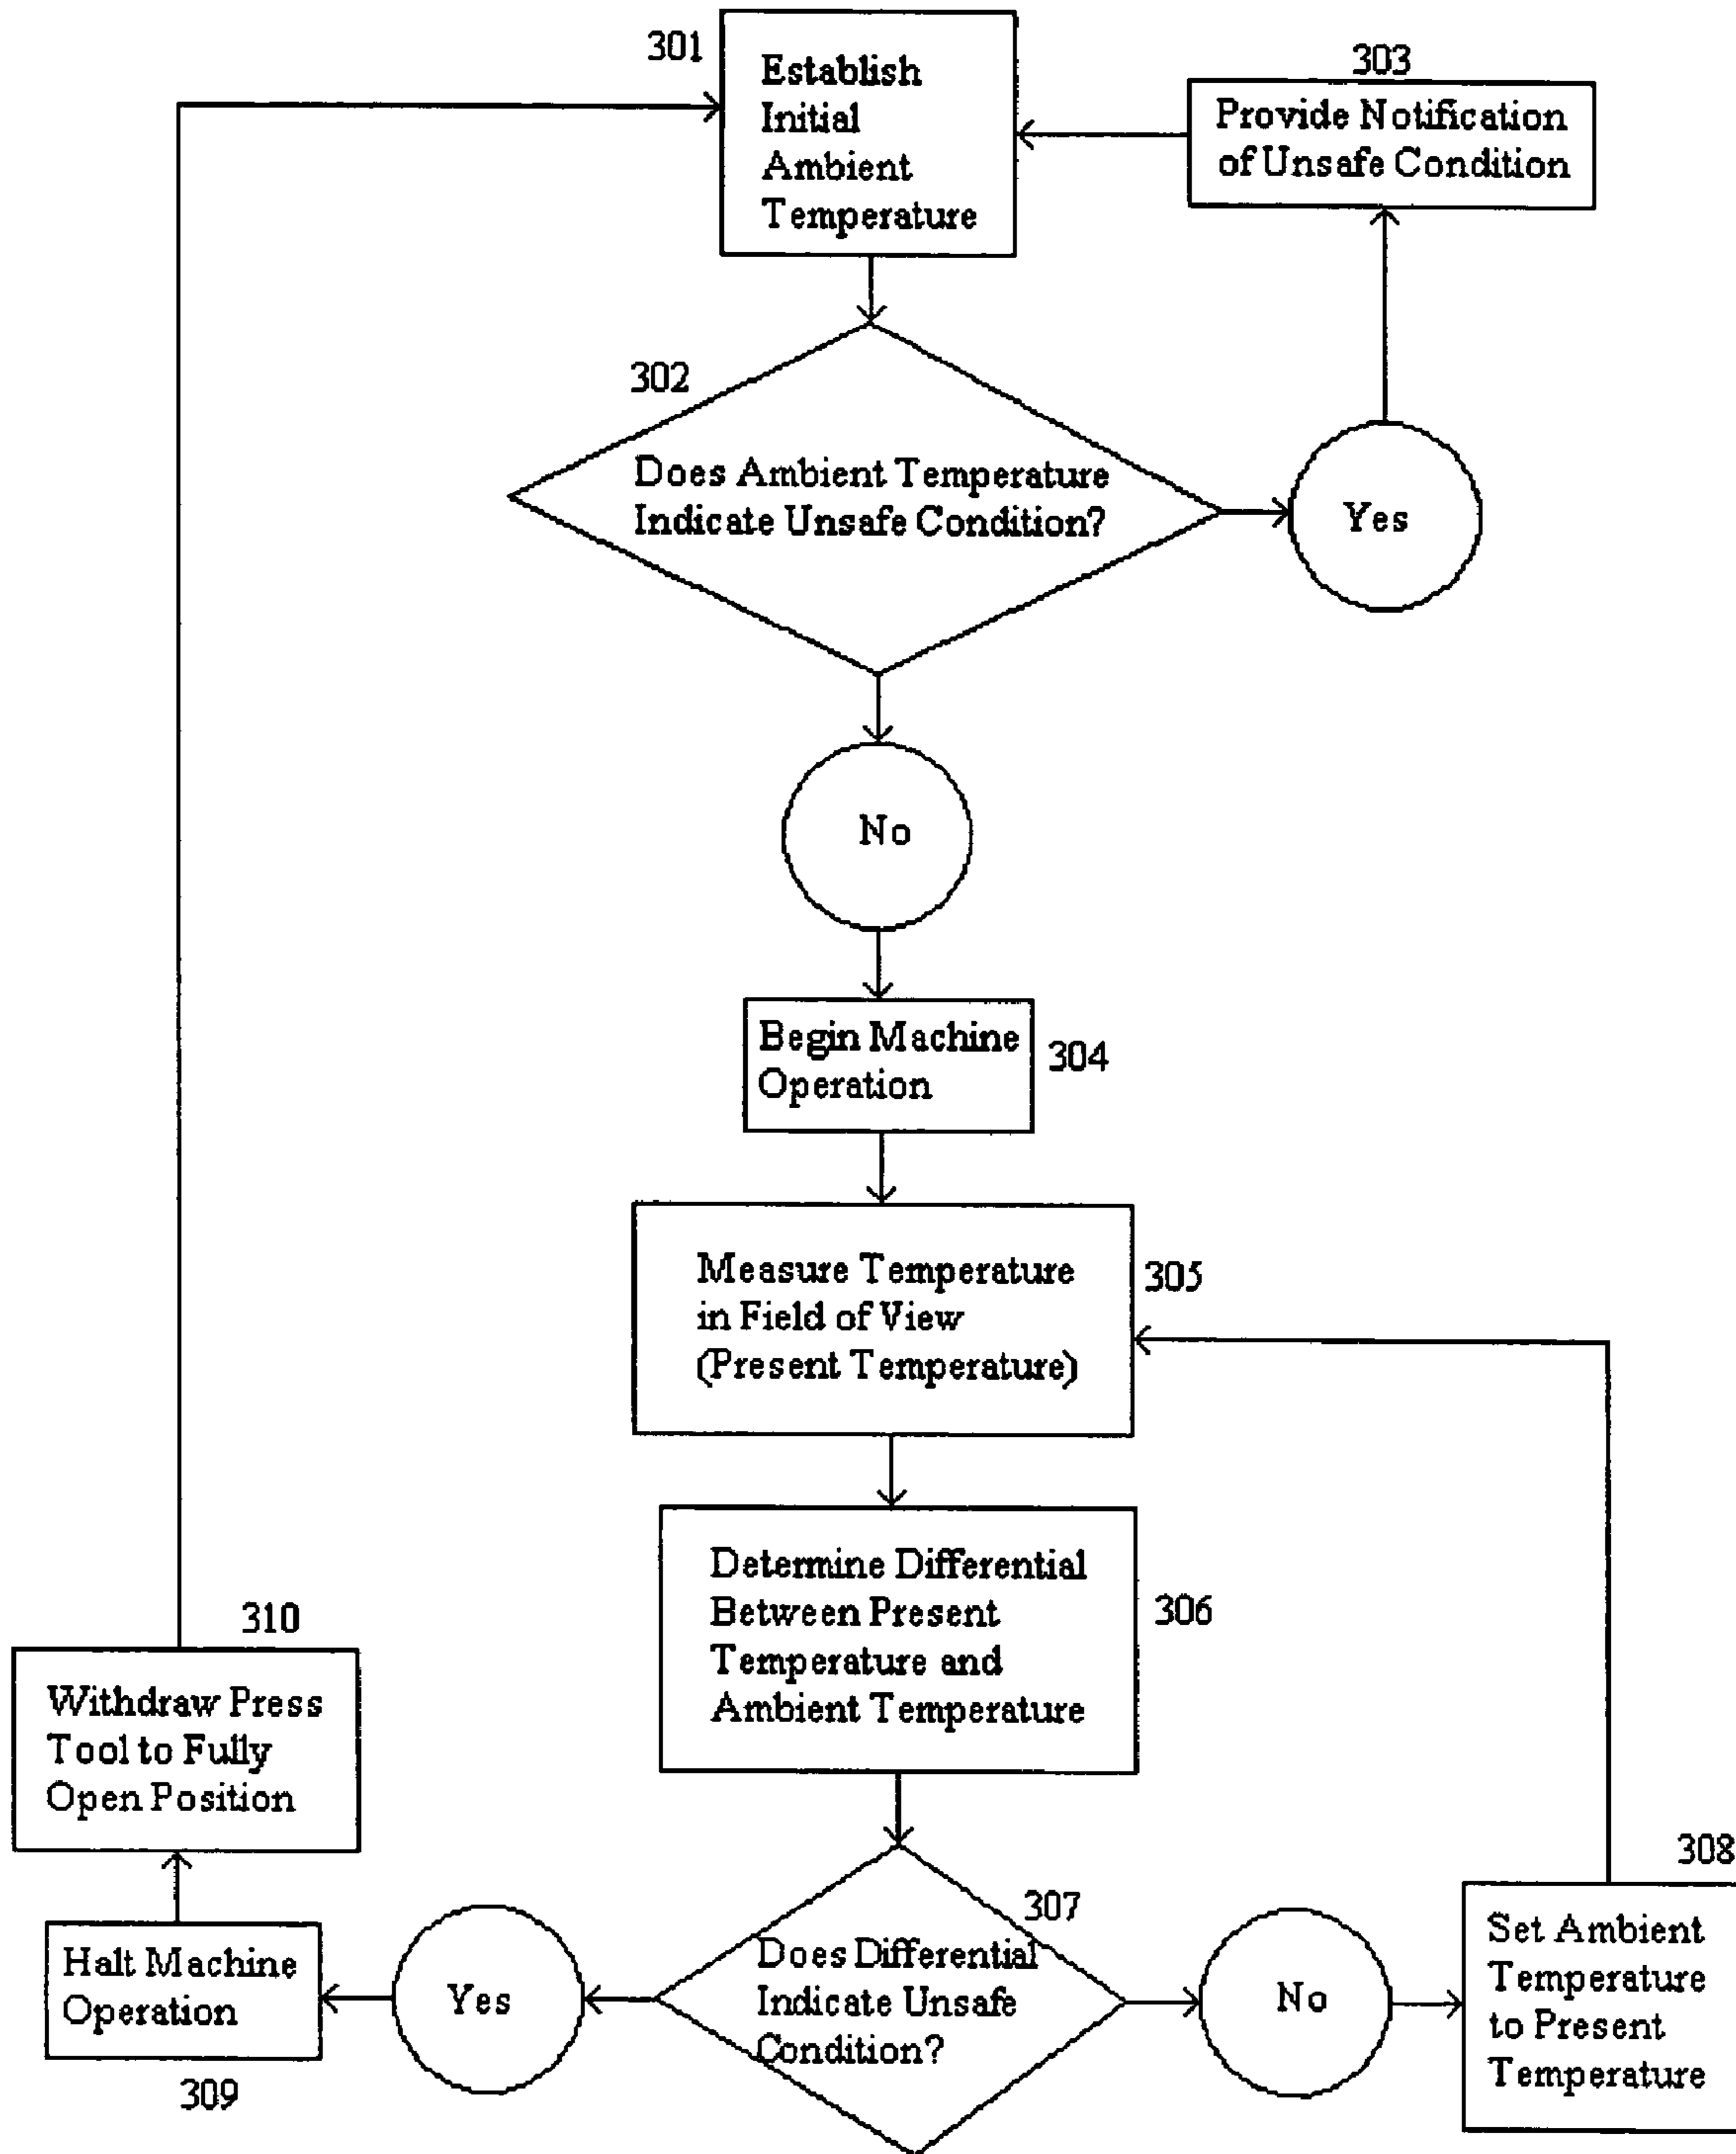 301
Establish
Initial
Ambient
Temperature
303
Provide Notification
of Unsafe Condition
302
Does Ambient Temperature
Indicate Unsafe Condition?
Yes
No
Begin Machine
Operation
304
Measure Temperature
in Field of View
(Present Temperature)
305
Determine Differential
Between Present
Temperature and
Ambient Temperature
306
307
Does Differential
Indicate Unsafe
Condition?
No
308
Set Ambient
Temperature
to Present
Temperature
Yes
Halt Machine
Operation
309
310
Withdraw Press
Tool to Fully
Open Position